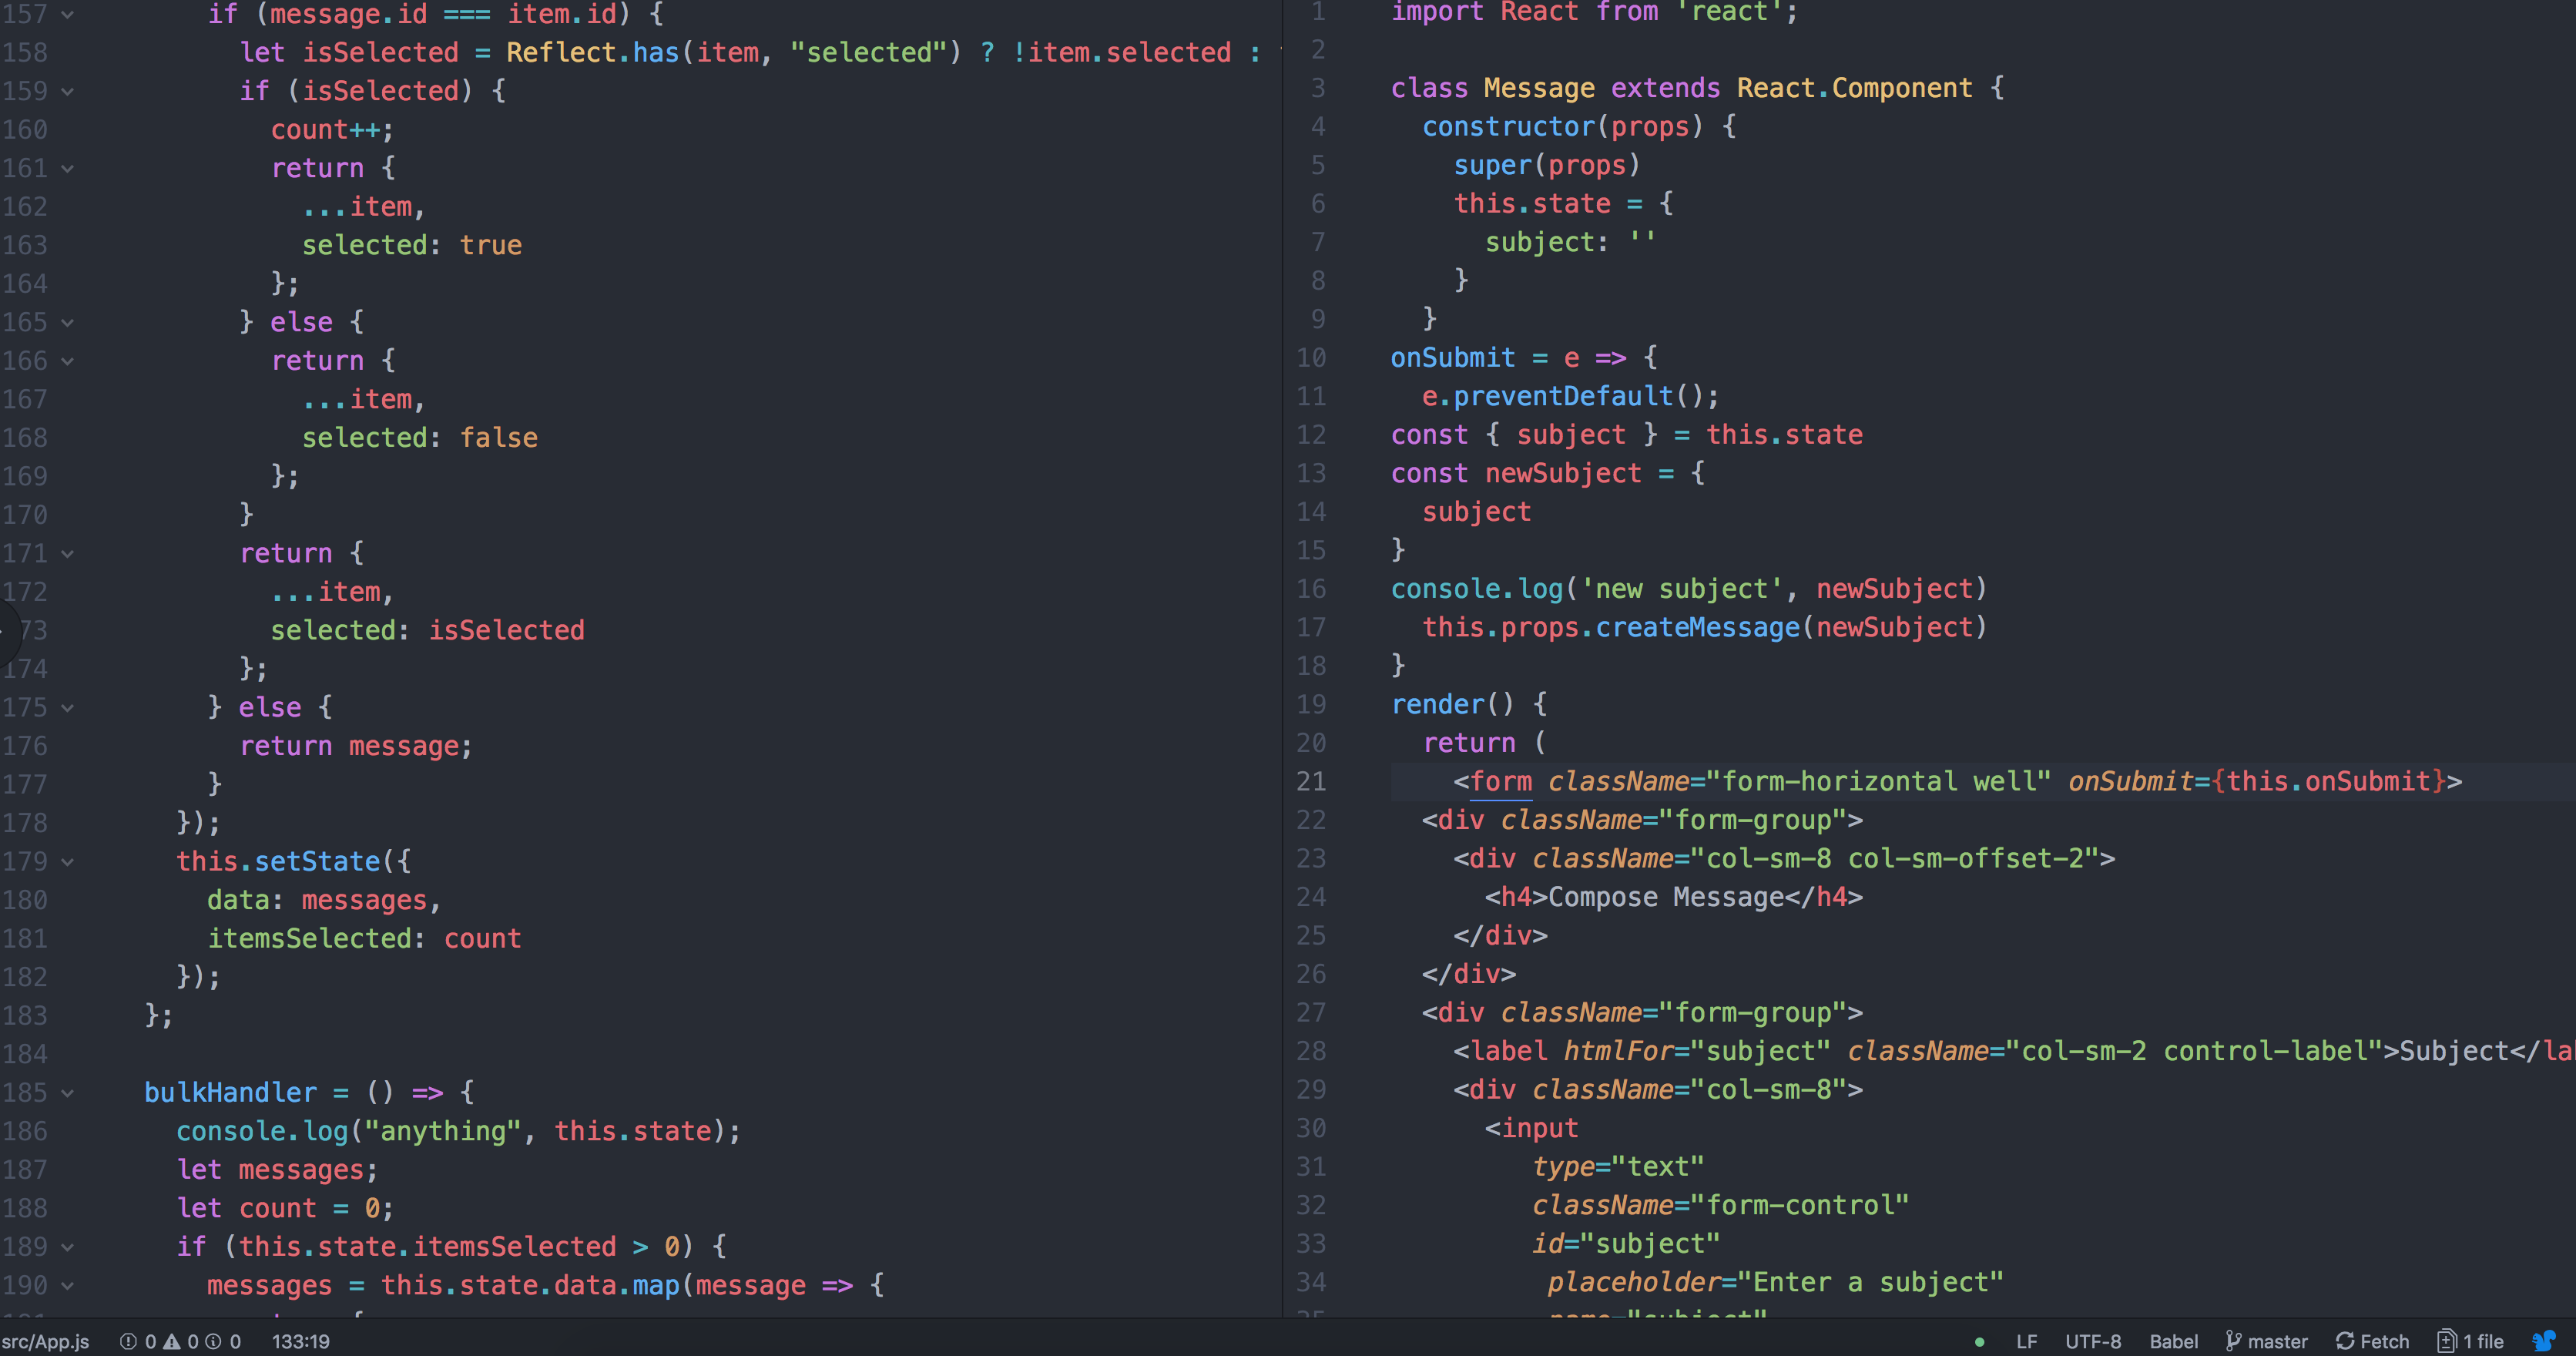 157 if (message.id === item.id) {
158 let isSelected = Reflect.has(item, "selected") ? !item.selected :
159 if (isSelected) {
160 count++;
161 return {
162 ...item,
163 selected: true
164 };
165 } else {
166 return {
167 ...item,
168 selected: false
169 };
170 }
171 return {
172 ...item,
73 selected: isSelected
174 };
175 } else {
176 return message;
177 }
178 });
179 this.setState({
180 data: messages,
181 itemsSelected: count
182 });
183 };
184
185 bulkHandler = () => {
186 console.log("anything", this.state);
187 let messages;
188 let count = 0;
189 if (this.state.itemsSelected > 0) {
190 messages = this.state.data.map(message => {
1 import React from 'react';
2
3 class Message extends React.Component {
4 constructor(props) {
5 super(props)
6 this.state = {
7 subject: ''
8 }
9 }
10 onSubmit = e => {
11 e.preventDefault();
12 const { subject } = this.state
13 const newSubject = {
14 subject
15 }
16 console.log('new subject', newSubject)
17 this.props.createMessage(newSubject)
18 }
19 render() {
20 return (
21 <form className="form-horizontal well" onSubmit={this.onSubmit}>
22 <div className="form-group">
23 <div className="col-sm-8 col-sm-offset-2">
24 <h4>Compose Message</h4>
25 </div>
26 </div>
27 <div className="form-group">
28 <label htmlFor="subject" className="col-sm-2 control-label">Subject</la
29 <div className="col-sm-8">
30 <input
31 type="text"
32 className="form-control"
33 id="subject"
34 placeholder="Enter a subject"
src/App.js 0 0 0 133:19 LF UTF-8 Babel master Fetch 1 file